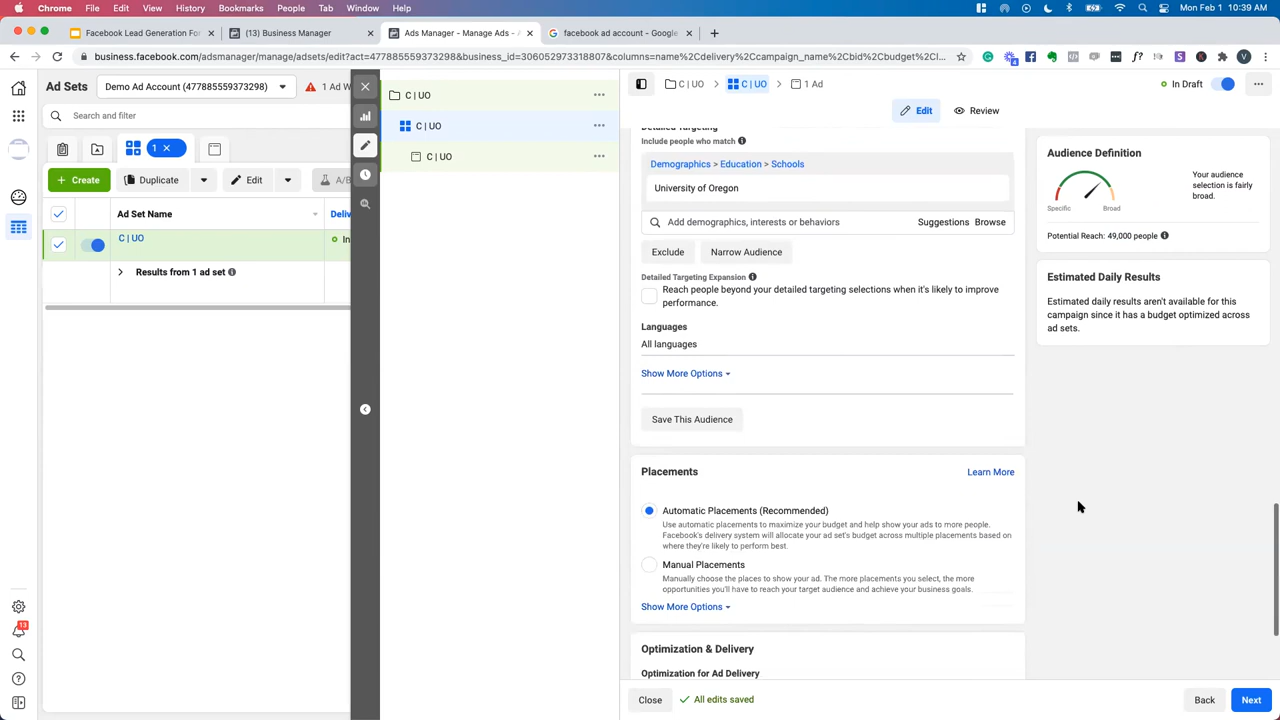 Chrome File Edit View History Bookmarks People Tab Window Help
Mon Feb 1 10:39 AM
Facebook Lead Generation For
(13) Business Manager
Ads Manager - Manage Ads - A
facebook ad account - Google
business.facebook.com/adsmanager/manage/adsets/edit?act=477885559373298&business_id=306052973318807&columns=name%2Cdelivery%2Ccampaign_name%2Cbid%2Cbudget%2Cl...
Ad Sets
Demo Ad Account (477885559373298)
1 Ad W
Search and filter
1
Create
Duplicate
Edit
A/B
Ad Set Name
Deliv
C | UO
In
Results from 1 ad set
13
C | UO
C | UO
C | UO
C | UO
C | UO
1 Ad
In Draft
Edit
Review
Detailed Targeting
Include people who match
Demographics > Education > Schools
University of Oregon
Add demographics, interests or behaviors
Suggestions
Browse
Exclude
Narrow Audience
Detailed Targeting Expansion
Reach people beyond your detailed targeting selections when it's likely to improve
performance.
Languages
All languages
Show More Options
Save This Audience
Placements
Learn More
Automatic Placements (Recommended)
Use automatic placements to maximize your budget and help show your ads to more people.
Facebook's delivery system will allocate your ad set's budget across multiple placements based on
where they're likely to perform best.
Manual Placements
Manually choose the places to show your ad. The more placements you select, the more
opportunities you'll have to reach your target audience and achieve your business goals.
Show More Options
Optimization & Delivery
Optimization for Ad Delivery
Audience Definition
Specific
Broad
Your audience
selection is fairly
broad.
Potential Reach: 49,000 people
Estimated Daily Results
Estimated daily results aren't available for this
campaign since it has a budget optimized across
ad sets.
Close
All edits saved
Back
Next